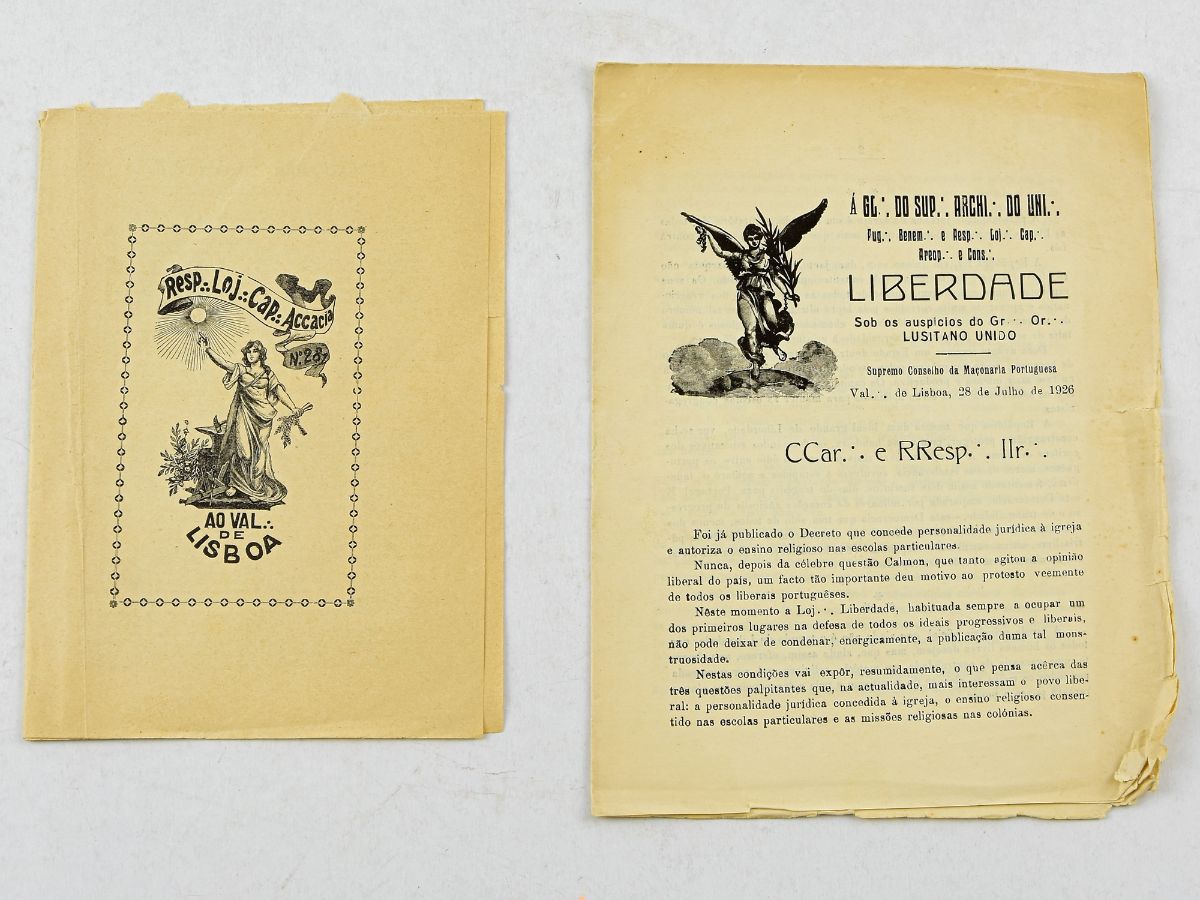 Resp.·. Loj.·. Cap.·. Accacia
Nº. 281
AO VAL.·.
DE
LISBOA
Á GL.·. DO SUP.·. ARCHI.·. DO UNI.·.
Fug.·. Benem.·. e Resp.·. Loj.·. Cap.·.
Areop.·. e Cons.·.
LIBERDADE
Sob os auspícios do Gr.·. Or.·.
LUSITANO UNIDO
Supremo Conselho da Maçonaria Portuguesa
Val.·. de Lisboa, 28 de Julho de 1926
CCar.·. e RResp.·. IIr.·.
Foi já publicado o Decreto que concede personalidade jurídica à igreja
e autoriza o ensino religioso nas escolas particulares.
Nunca, depois da célebre questão Calmon, que tanto agitou a opinião
liberal do país, um facto tão importante deu motivo ao protesto veemente
de todos os liberais portuguêses.
Nêste momento a Loj.·. Liberdade, habituada sempre a ocupar um
dos primeiros lugares na defesa de todos os ideais progressivos e liberais,
não pode deixar de condenar, energicamente, a publicação duma tal mons-
truosidade.
Nestas condições vai expôr, resumidamente, o que pensa acêrca das
três questões palpitantes que, na actualidade, mais interessam o povo libe-
ral: a personalidade jurídica concedida à igreja, o ensino religioso consen-
tido nas escolas particulares e as missões religiosas nas colónias.